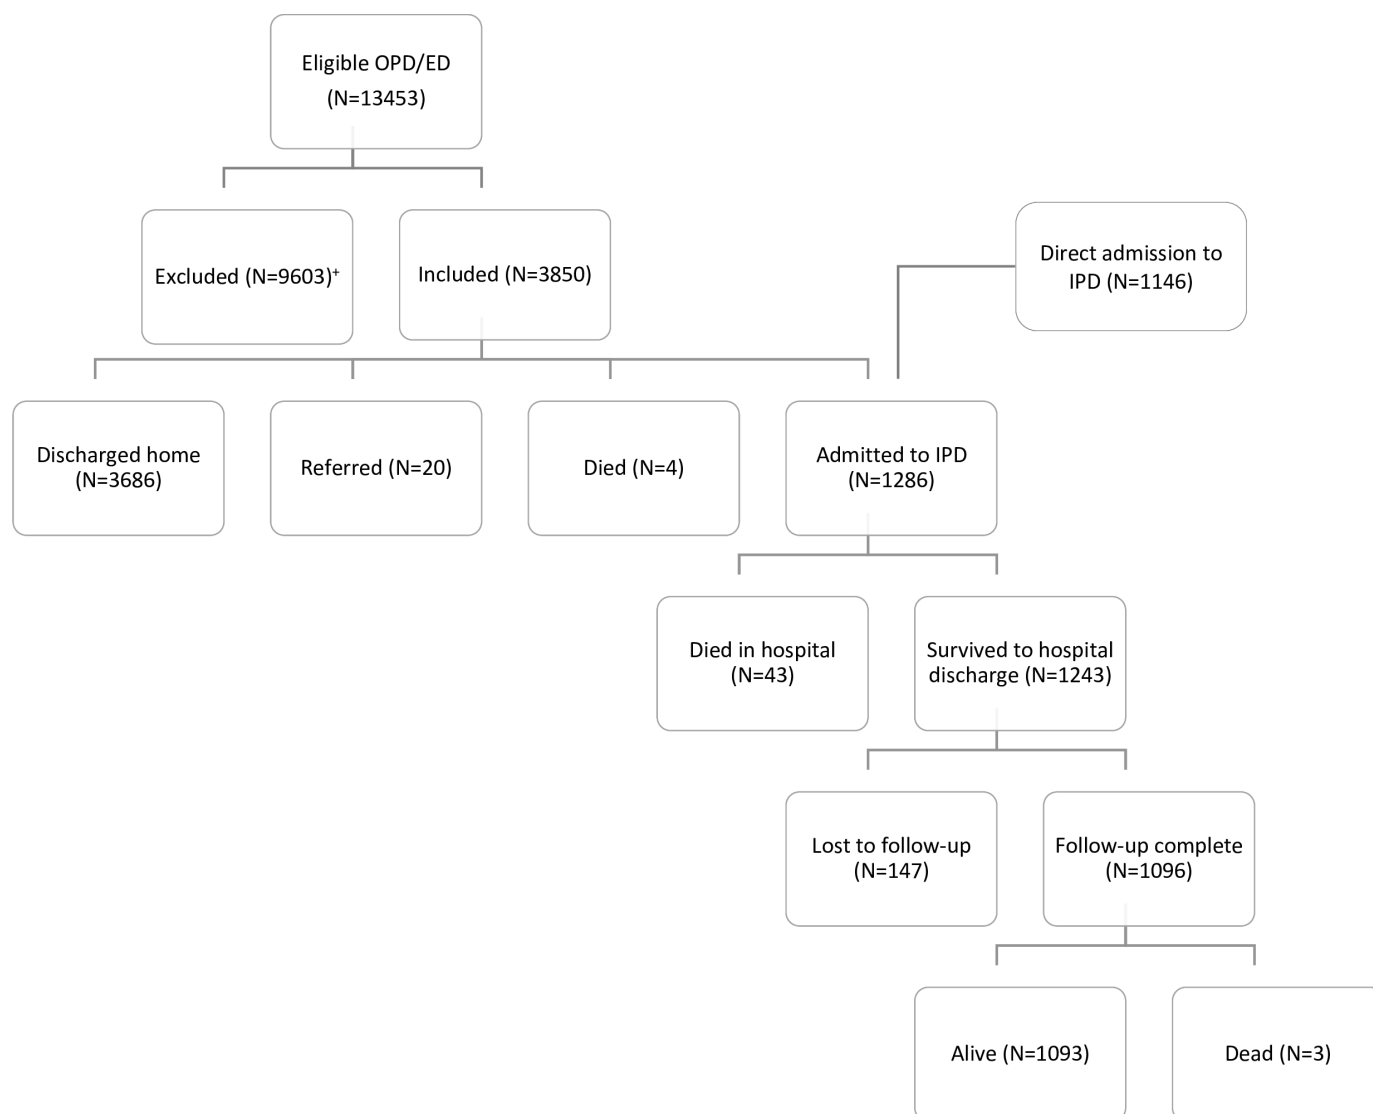 Eligible OPD/ED
(N=13453)
Excluded (N=9603)⁺
Included (N=3850)
Direct admission to
IPD (N=1146)
Discharged home
(N=3686)
Referred (N=20)
Died (N=4)
Admitted to IPD
(N=1286)
Died in hospital
(N=43)
Survived to hospital
discharge (N=1243)
Lost to follow-up
(N=147)
Follow-up complete
(N=1096)
Alive (N=1093)
Dead (N=3)